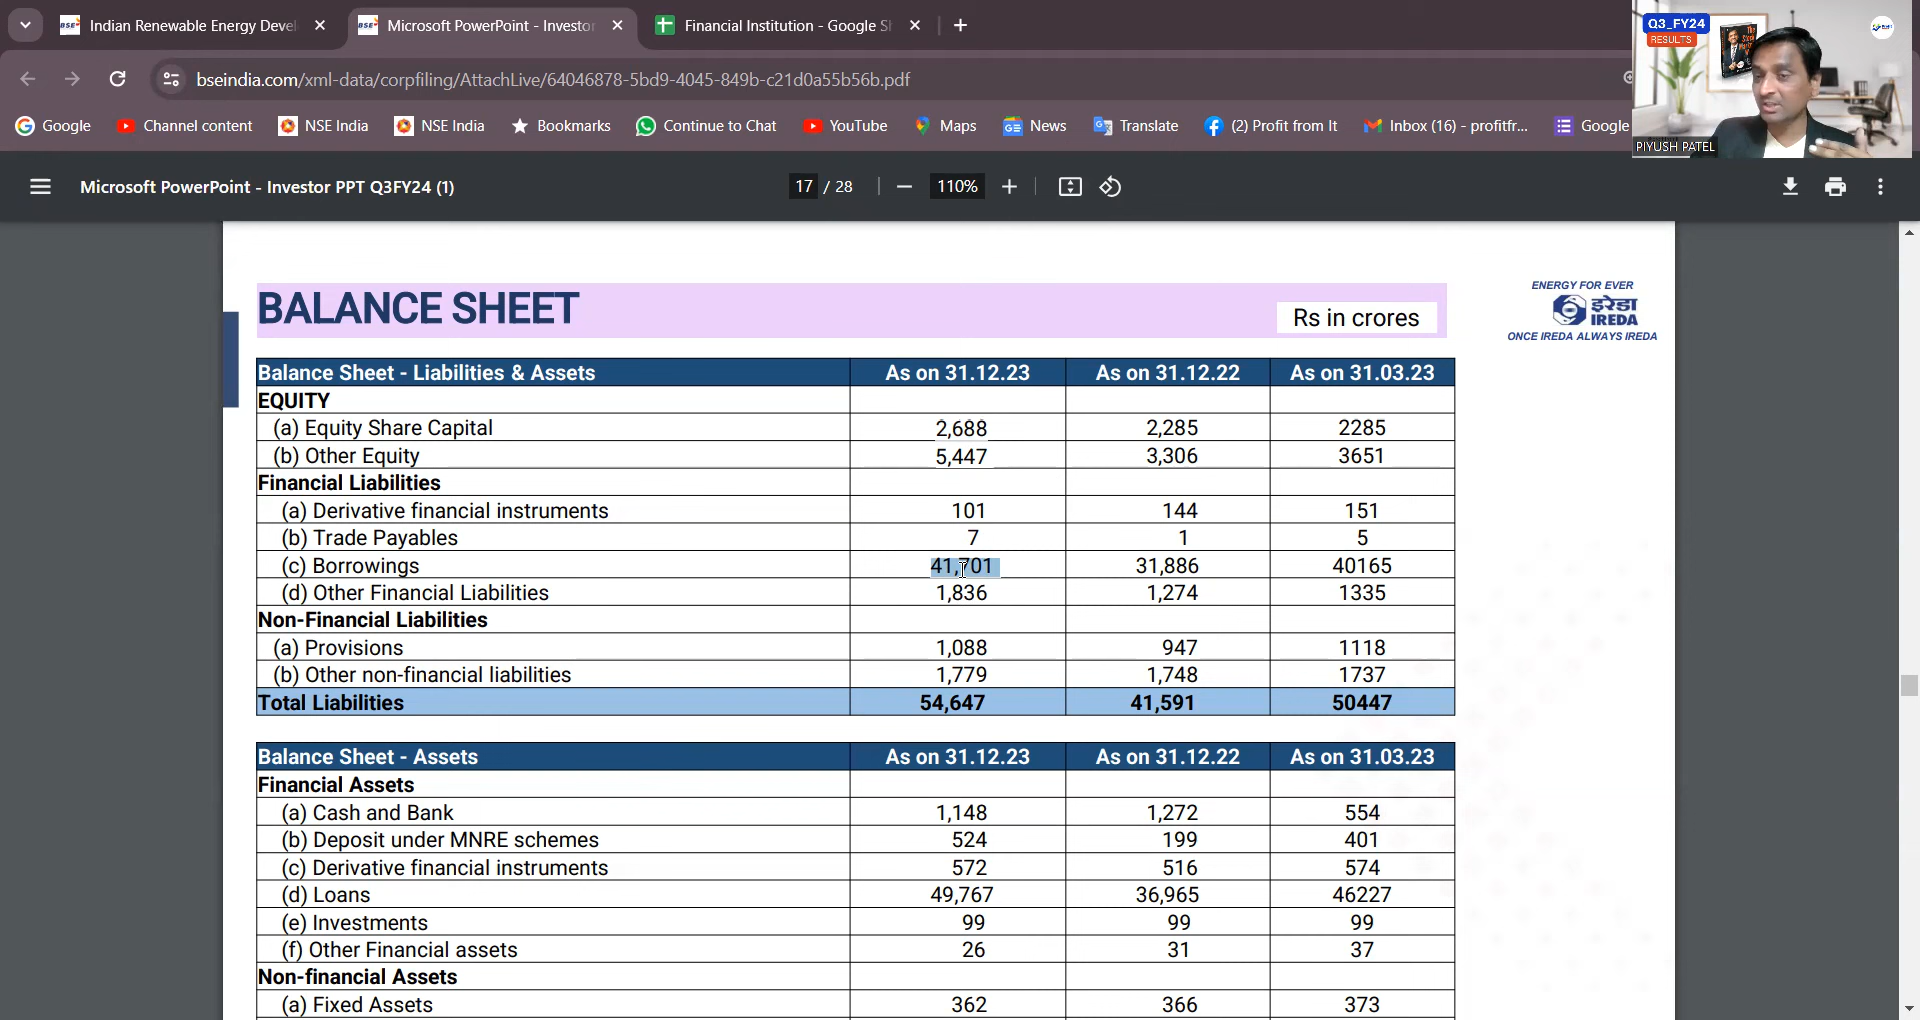 Indian Renewable Energy Devel
Microsoft PowerPoint - Investor
Financial Institution - Google S
bseindia.com/xml-data/corpfiling/AttachLive/64046878-5bd9-4045-849b-c21d0a55b56b.pdf
Google
Channel content
NSE India
NSE India
Bookmarks
Continue to Chat
YouTube
Maps
News
Translate
(2) Profit from It
Inbox (16) - profitfr...
Google
Q3_FY24
RESULTS
PIYUSH PATEL
Microsoft PowerPoint - Investor PPT Q3FY24 (1)
17 / 28
110%
BALANCE SHEET
Rs in crores
ENERGY FOR EVER
इरेडा
IREDA
ONCE IREDA ALWAYS IREDA
Balance Sheet - Liabilities & Assets As on 31.12.23 As on 31.12.22 As on 31.03.23
EQUITY
(a) Equity Share Capital 2,688 2,285 2285
(b) Other Equity 5,447 3,306 3651
Financial Liabilities
(a) Derivative financial instruments 101 144 151
(b) Trade Payables 7 1 5
(c) Borrowings 41,701 31,886 40165
(d) Other Financial Liabilities 1,836 1,274 1335
Non-Financial Liabilities
(a) Provisions 1,088 947 1118
(b) Other non-financial liabilities 1,779 1,748 1737
Total Liabilities 54,647 41,591 50447
Balance Sheet - Assets As on 31.12.23 As on 31.12.22 As on 31.03.23
Financial Assets
(a) Cash and Bank 1,148 1,272 554
(b) Deposit under MNRE schemes 524 199 401
(c) Derivative financial instruments 572 516 574
(d) Loans 49,767 36,965 46227
(e) Investments 99 99 99
(f) Other Financial assets 26 31 37
Non-financial Assets
(a) Fixed Assets 362 366 373